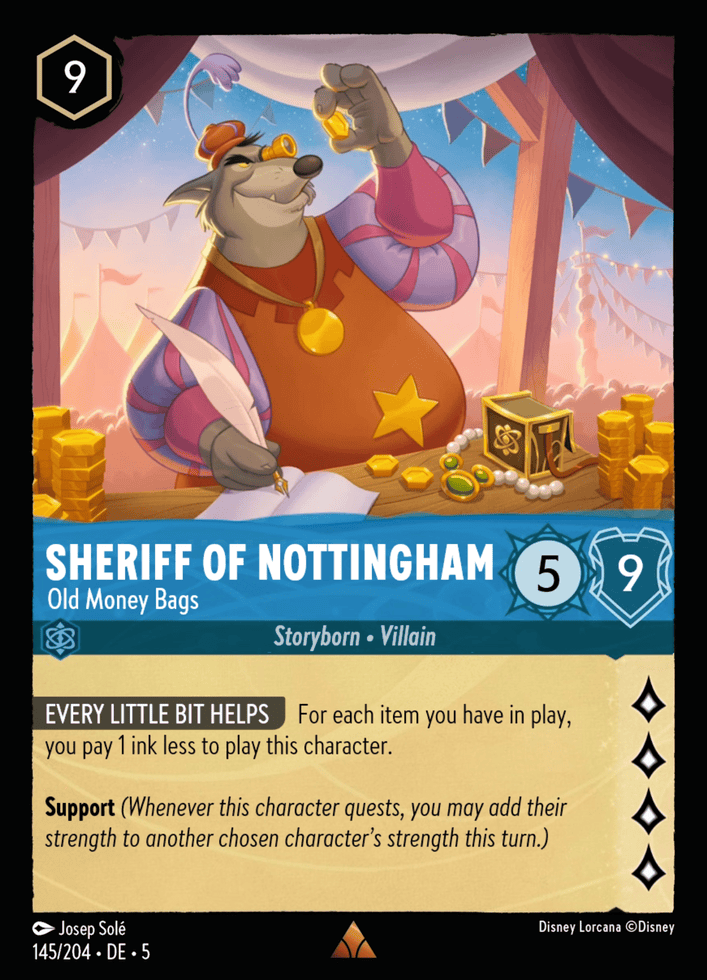 9
SHERIFF OF NOTTINGHAM
5
9
Old Money Bags
Storyborn • Villain
EVERY LITTLE BIT HELPS For each item you have in play,
you pay 1 ink less to play this character.
Support (Whenever this character quests, you may add their
strength to another chosen character’s strength this turn.)
Josep Solé
Disney Lorcana ©Disney
145/204 • DE • 5